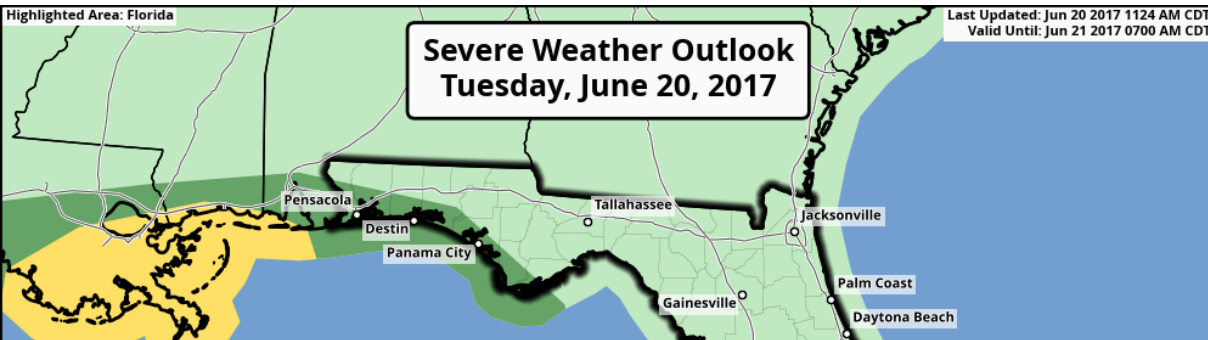 Highlighted Area: Florida
Last Updated: Jun 20 2017 1124 AM CDT
Valid Until: Jun 21 2017 0700 AM CDT
Severe Weather Outlook
Tuesday, June 20, 2017
Pensacola
Tallahassee
Destin
Jacksonville
Panama City
Palm Coast
Gainesville
Daytona Beach